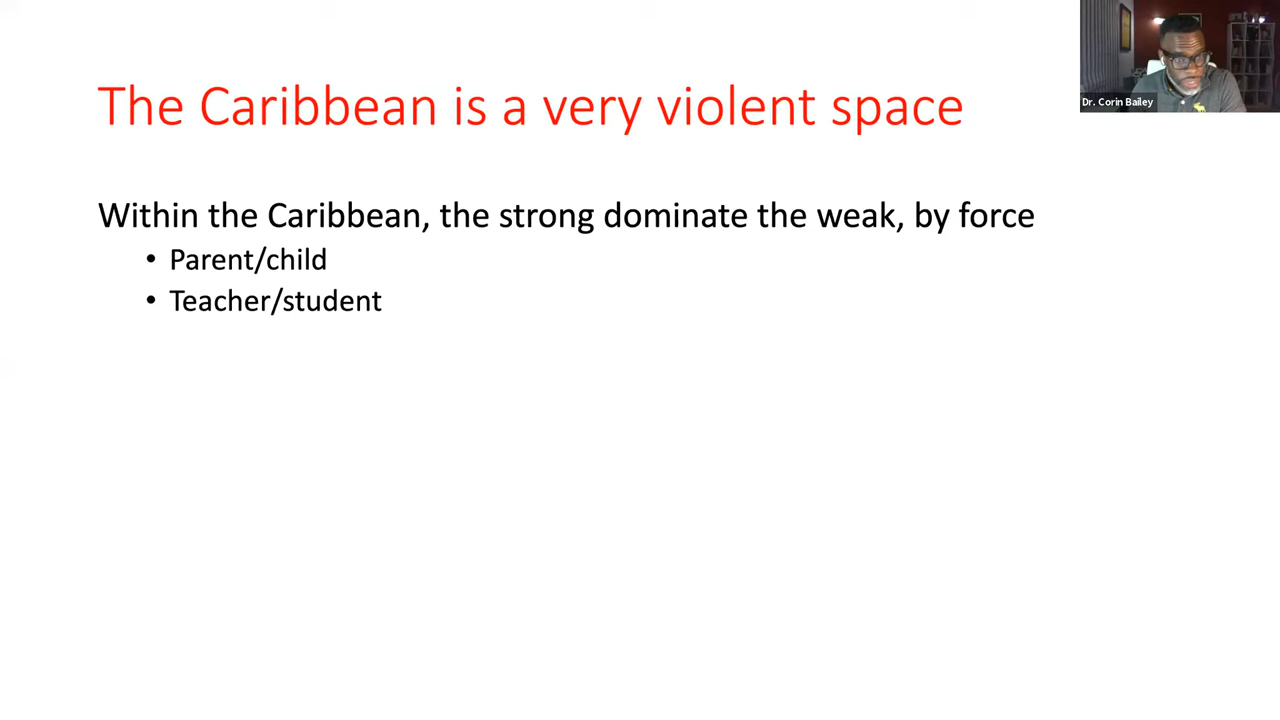 The Caribbean is a very violent space
Dr. Corin Bailey
Within the Caribbean, the strong dominate the weak, by force
• Parent/child
• Teacher/student